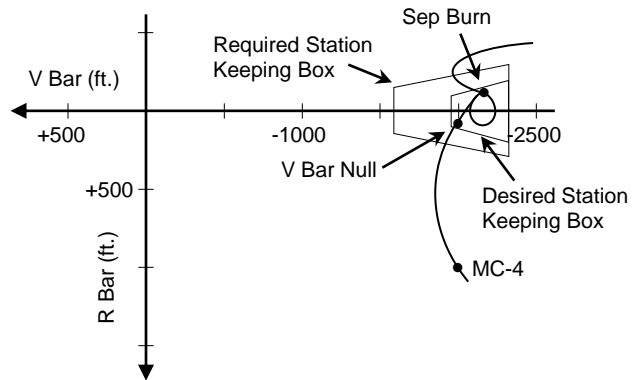 Sep Burn
Required Station
Keeping Box
V Bar (ft.)
+500
-1000
-2500
V Bar Null
+500
Desired Station
Keeping Box
R Bar (ft.)
MC-4